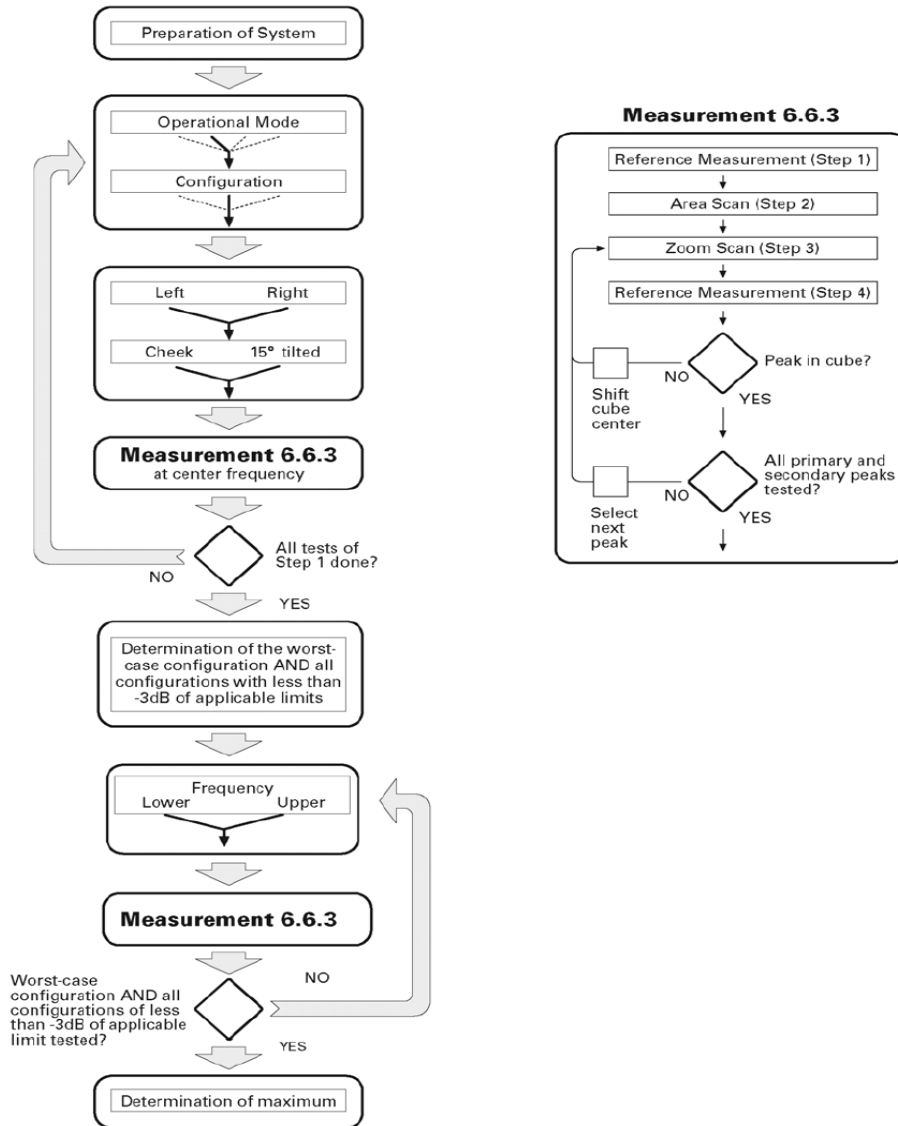 Preparation of System
Operational Mode
Configuration
Left Right
Cheek 15° tilted
Measurement 6.6.3
at center frequency
All tests of
Step 1 done?
NO
YES
Determination of the worst-
case configuration AND all
configurations with less than
-3dB of applicable limits
Frequency
Lower Upper
Measurement 6.6.3
Worst-case
configuration AND all
configurations of less
than -3dB of applicable
limit tested?
NO
YES
Determination of maximum
Measurement 6.6.3
Reference Measurement (Step 1)
Area Scan (Step 2)
Zoom Scan (Step 3)
Reference Measurement (Step 4)
Peak in cube?
NO
YES
Shift
cube
center
All primary and
secondary peaks
tested?
NO
YES
Select
next
peak